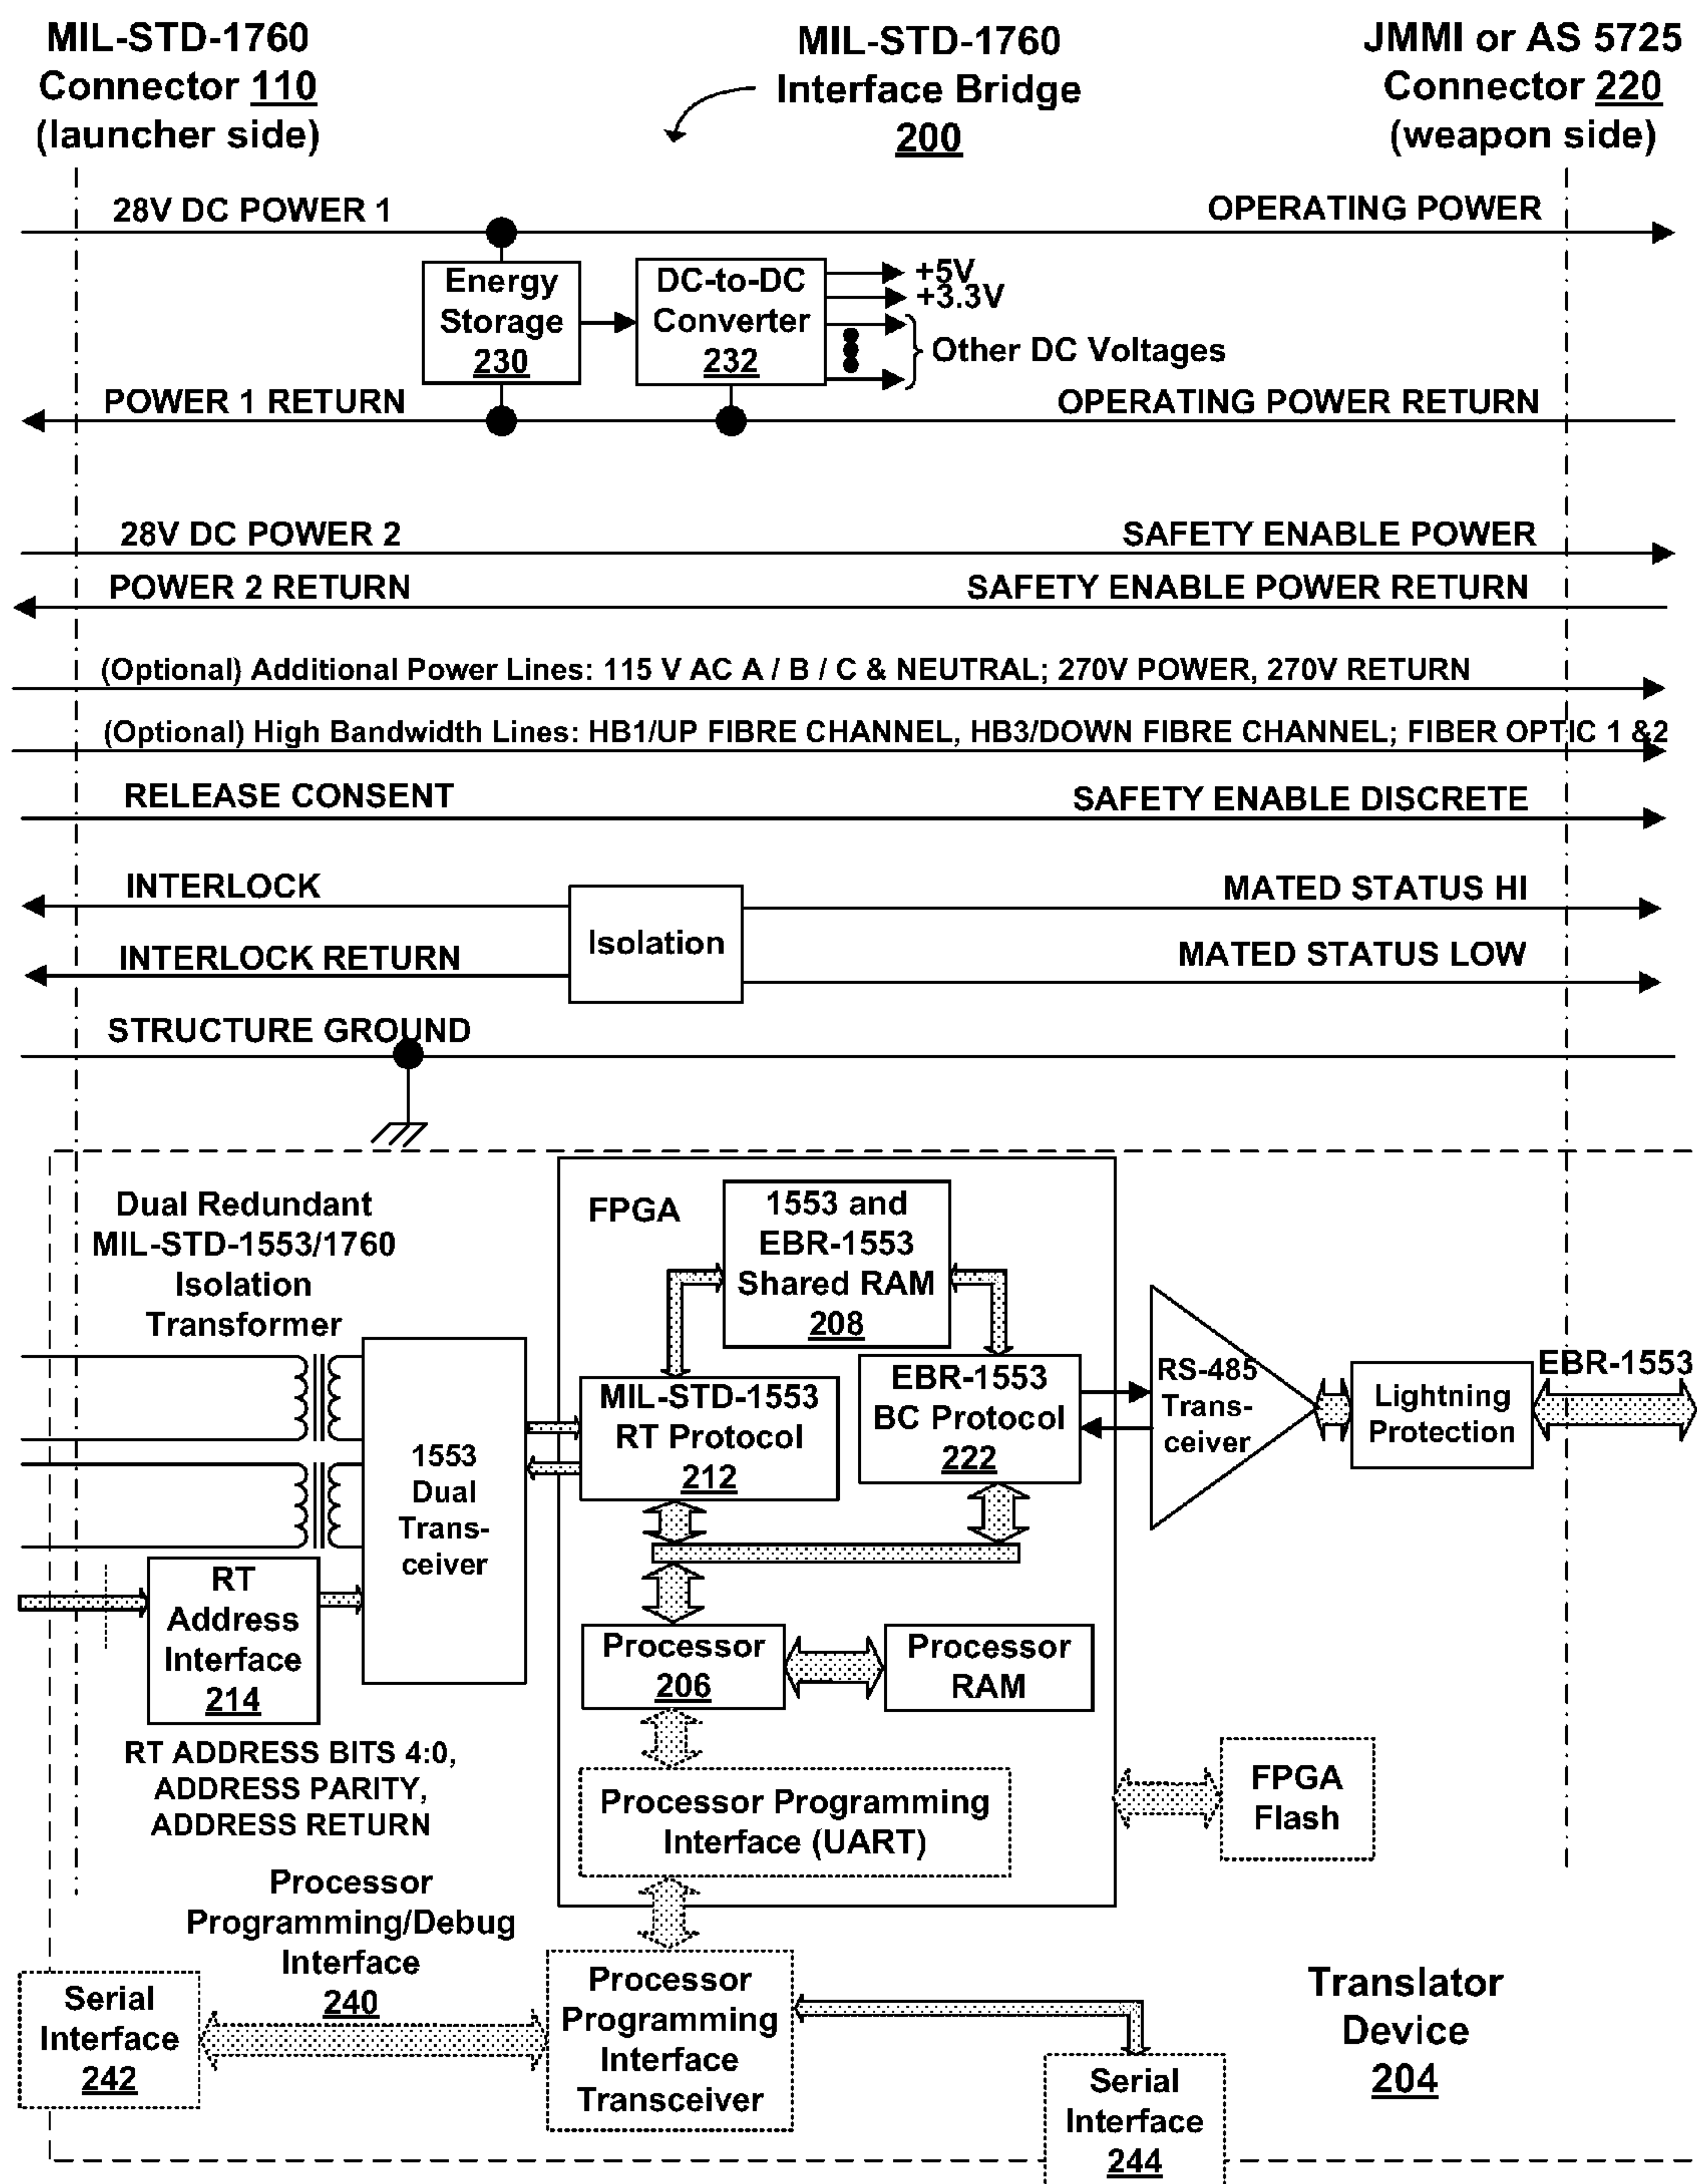 MIL-STD-1760
Connector 110
(launcher side)
MIL-STD-1760
Interface Bridge
200
JMMI or AS 5725
Connector 220
(weapon side)
28V DC POWER 1
OPERATING POWER
Energy
Storage
230
DC-to-DC
Converter
232
+5V
+3.3V
Other DC Voltages
POWER 1 RETURN
OPERATING POWER RETURN
28V DC POWER 2
SAFETY ENABLE POWER
POWER 2 RETURN
SAFETY ENABLE POWER RETURN
(Optional) Additional Power Lines: 115 V AC A / B / C & NEUTRAL; 270V POWER, 270V RETURN
(Optional) High Bandwidth Lines: HB1/UP FIBRE CHANNEL, HB3/DOWN FIBRE CHANNEL; FIBER OPTIC 1 &2
RELEASE CONSENT
SAFETY ENABLE DISCRETE
INTERLOCK
MATED STATUS HI
Isolation
INTERLOCK RETURN
MATED STATUS LOW
STRUCTURE GROUND
Dual Redundant
MIL-STD-1553/1760
Isolation
Transformer
FPGA
1553 and
EBR-1553
Shared RAM
208
MIL-STD-1553
RT Protocol
212
EBR-1553
BC Protocol
222
RS-485
Trans-
ceiver
Lightning
Protection
EBR-1553
1553
Dual
Trans-
ceiver
RT
Address
Interface
214
RT ADDRESS BITS 4:0,
ADDRESS PARITY,
ADDRESS RETURN
Processor
206
Processor
RAM
Processor Programming
Interface (UART)
FPGA
Flash
Processor
Programming/Debug
Interface
240
Serial
Interface
242
Processor
Programming
Interface
Transceiver
Serial
Interface
244
Translator
Device
204